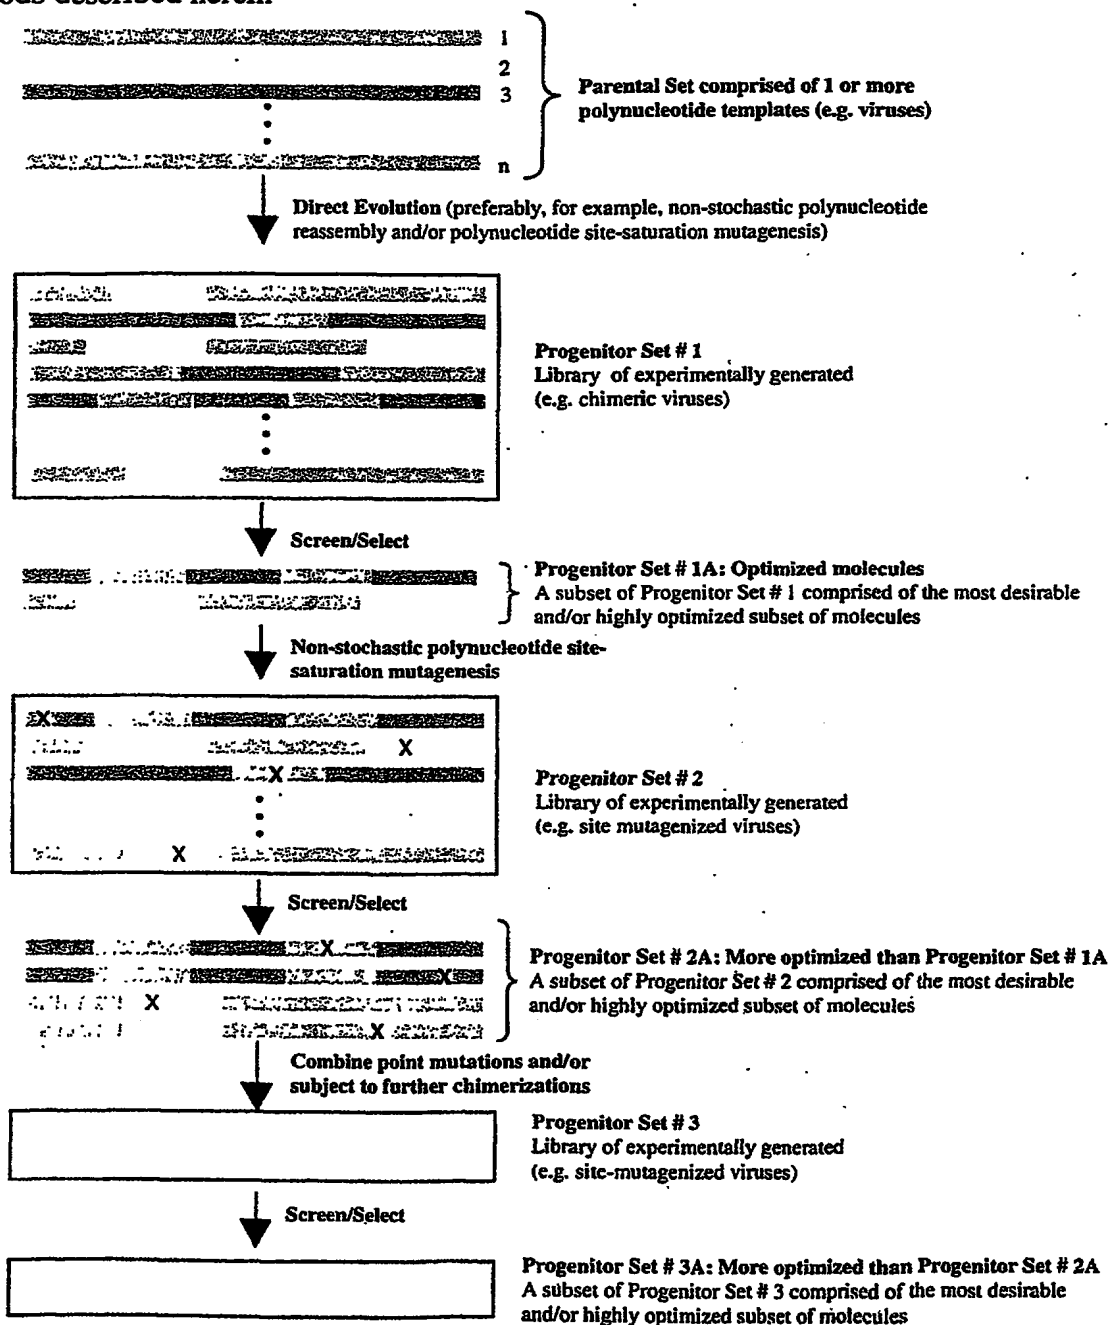 described herein
1
2
3
n
Parental Set comprised of 1 or more
polynucleotide templates (e.g. viruses)
Direct Evolution (preferably, for example, non-stochastic polynucleotide
reassembly and/or polynucleotide site-saturation mutagenesis)
Progenitor Set # 1
Library of experimentally generated
(e.g. chimeric viruses)
Screen/Select
Progenitor Set # 1A: Optimized molecules
A subset of Progenitor Set # 1 comprised of the most desirable
and/or highly optimized subset of molecules
Non-stochastic polynucleotide site-
saturation mutagenesis
X
X
X
X
Progenitor Set # 2
Library of experimentally generated
(e.g. site mutagenized viruses)
Screen/Select
X
X
X
X
Progenitor Set # 2A: More optimized than Progenitor Set # 1A
A subset of Progenitor Set # 2 comprised of the most desirable
and/or highly optimized subset of molecules
Combine point mutations and/or
subject to further chimerizations
Progenitor Set # 3
Library of experimentally generated
(e.g. site-mutagenized viruses)
Screen/Select
Progenitor Set # 3A: More optimized than Progenitor Set # 2A
A subset of Progenitor Set # 3 comprised of the most desirable
and/or highly optimized subset of molecules